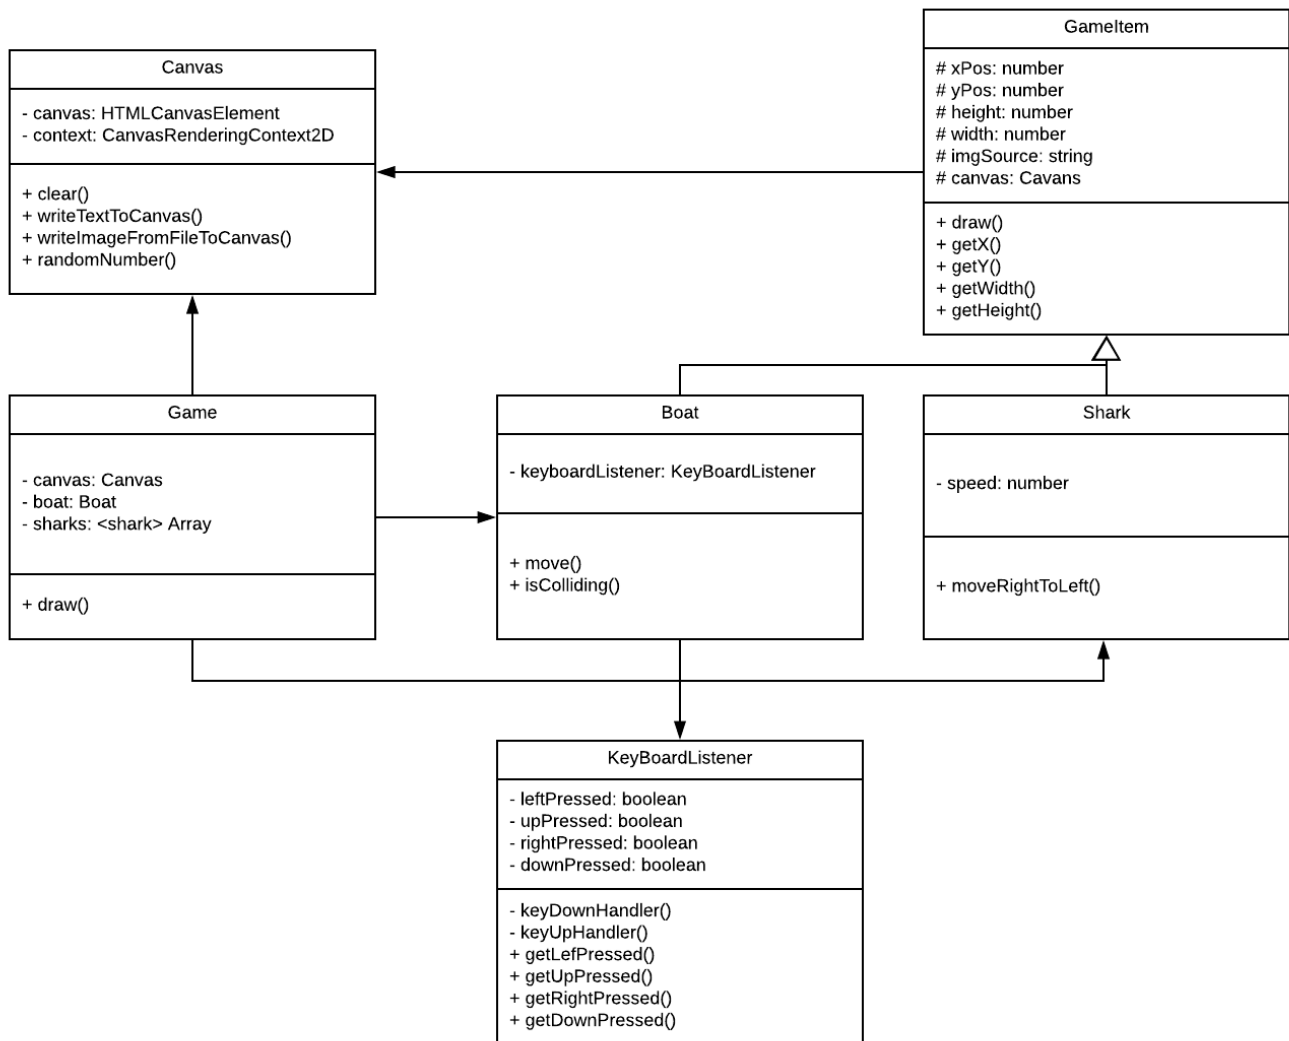 Canvas
- canvas: HTMLCanvasElement
- context: CanvasRenderingContext2D
+ clear()
+ writeTextToCanvas()
+ writeImageFromFileToCanvas()
+ randomNumber()
GameItem
# xPos: number
# yPos: number
# height: number
# width: number
# imgSource: string
# canvas: Cavans
+ draw()
+ getX()
+ getY()
+ getWidth()
+ getHeight()
Game
- canvas: Canvas
- boat: Boat
- sharks: <shark> Array
+ draw()
Boat
- keyboardListener: KeyBoardListener
+ move()
+ isColliding()
Shark
- speed: number
+ moveRightToLeft()
KeyBoardListener
- leftPressed: boolean
- upPressed: boolean
- rightPressed: boolean
- downPressed: boolean
- keyDownHandler()
- keyUpHandler()
+ getLefPressed()
+ getUpPressed()
+ getRightPressed()
+ getDownPressed()